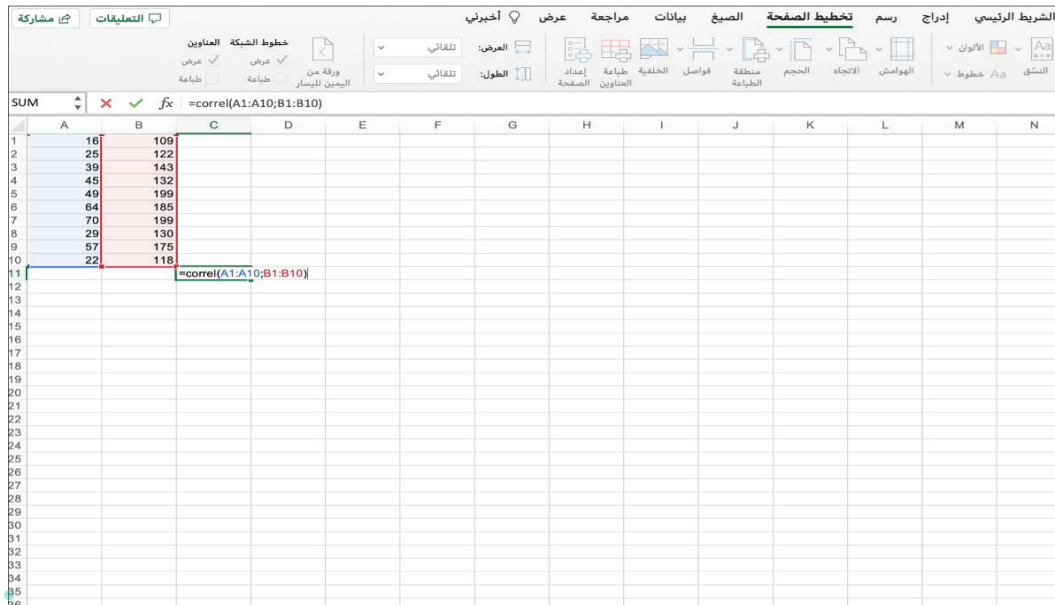 الشريط الرئيسي إدراج رسم تخطيط الصفحة الصيغ بيانات مراجعة عرض أخبرني التعليقات مشاركة
Aa النسق
الألوان
Aa خطوط
الهوامش الاتجاه الحجم منطقة الطباعة فواصل الخلفية طباعة العناوين إعداد الصفحة
العرض: تلقائي
الطول: تلقائي
ورقة من اليمين لليسار
خطوط الشبكة العناوين
عرض عرض
طباعة طباعة
SUM fx =correl(A1:A10;B1:B10)
A B C D E F G H I J K L M N
1 16 109
2 25 122
3 39 143
4 45 132
5 49 199
6 64 185
7 70 199
8 29 130
9 57 175
10 22 118
11 =correl(A1:A10;B1:B10)
12
13
14
15
16
17
18
19
20
21
22
23
24
25
26
27
28
29
30
31
32
33
34
35
36